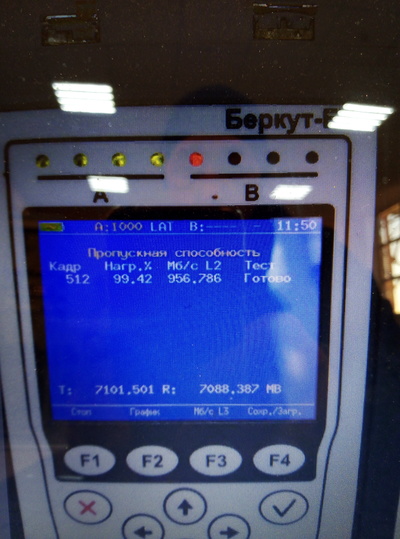 Беркут-
A B
A:1000 LAT B:---- - 11:50
Пропускная способность
Кадр Нагр.% Мб/с L2 Тест
512 99.42 956,786 Готово
T: 7101,501 R: 7088,387 MB
Стоп График Мб/с L3 Сохр./Загр.
F1 F2 F3 F4